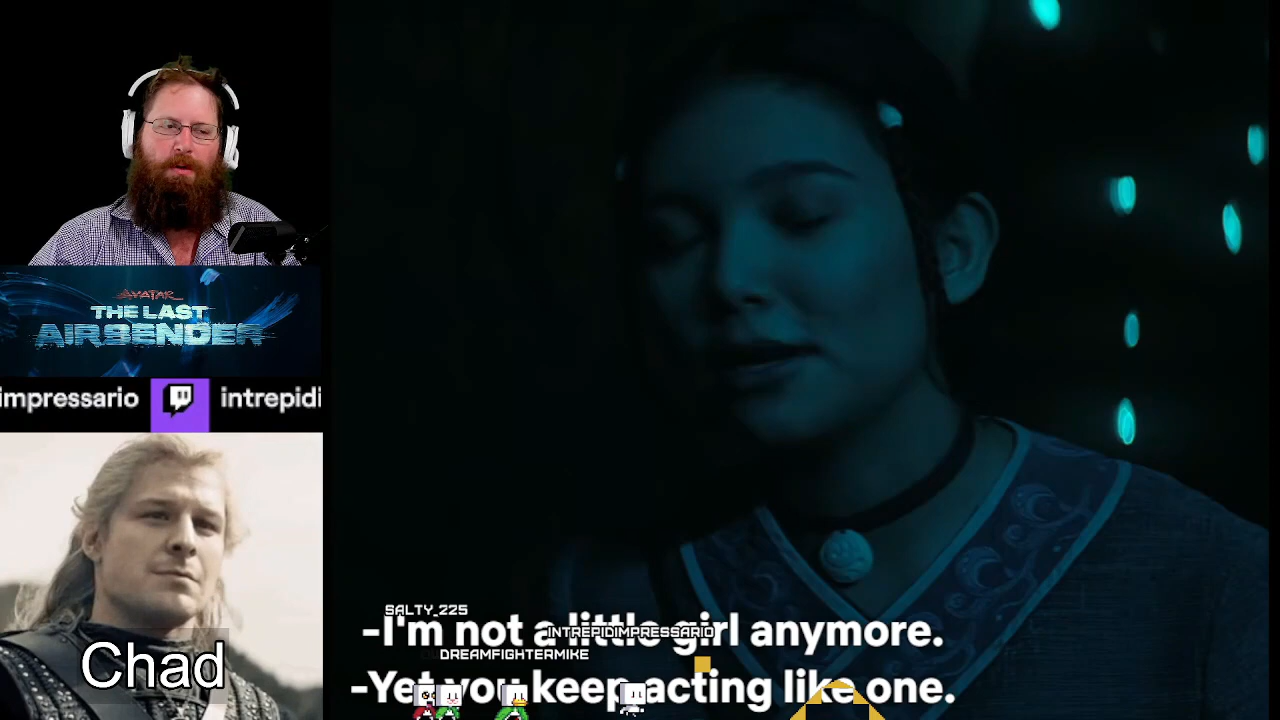 AVATAR
THE LAST
AIRBENDER
impressario
intrepidi
Chad
SALTY_225
-I'm not a little girl anymore.
INTREPIDIMPRESSARIO
DREAMFIGHTERMIKE
-Yet you keep acting like one.